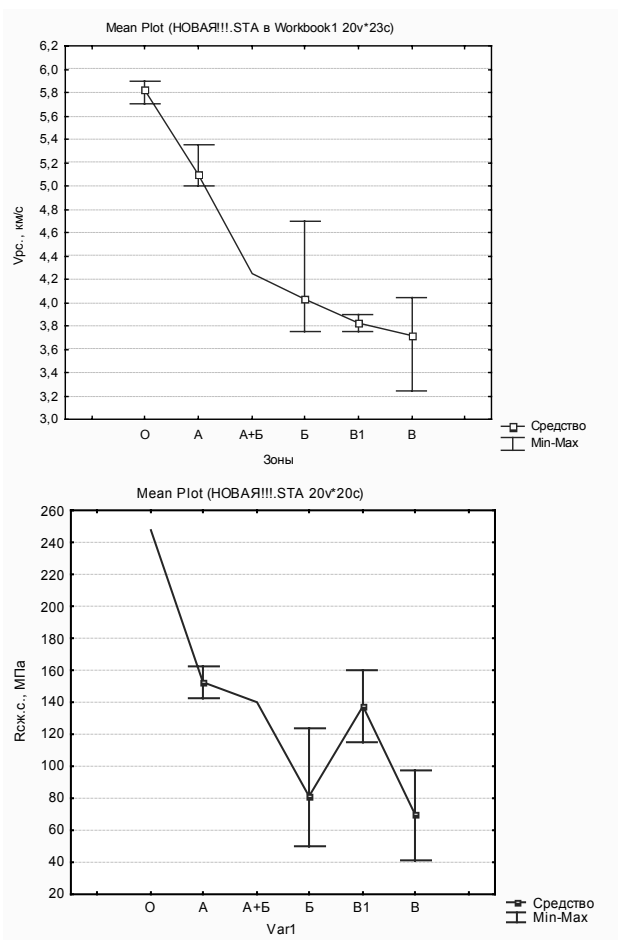 Mean Plot (НОВАЯ!!!.STA в Workbook1 20v*23c)
6,2
6,0
5,8
5,6
5,4
5,2
5,0
4,8
4,6
4,4
4,2
4,0
3,8
3,6
3,4
3,2
3,0
Vрс., км/с
О А А+Б Б В1 В
Зоны
Средство
Min-Max
Mean Plot (НОВАЯ!!!.STA 20v*20c)
260
240
220
200
180
160
140
120
100
80
60
40
20
Rсж.с., МПа
О А А+Б Б В1 В
Var1
Средство
Min-Max